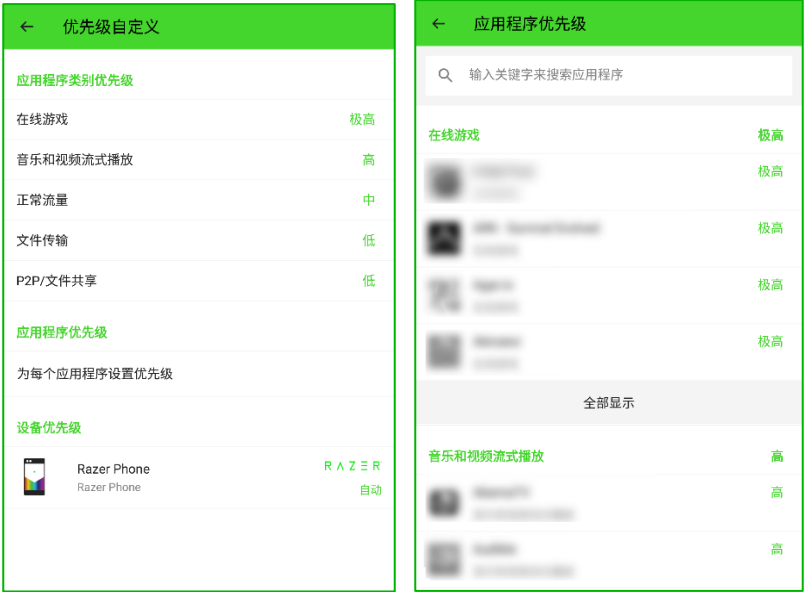 优先级自定义
应用程序类别优先级
在线游戏 极高
音乐和视频流式播放 高
正常流量 中
文件传输 低
P2P/文件共享 低
应用程序优先级
为每个应用程序设置优先级
设备优先级
Razer Phone RAZER
Razer Phone 自动
应用程序优先级
输入关键字来搜索应用程序
在线游戏 极高
极高
极高
极高
极高
全部显示
音乐和视频流式播放 高
高
高